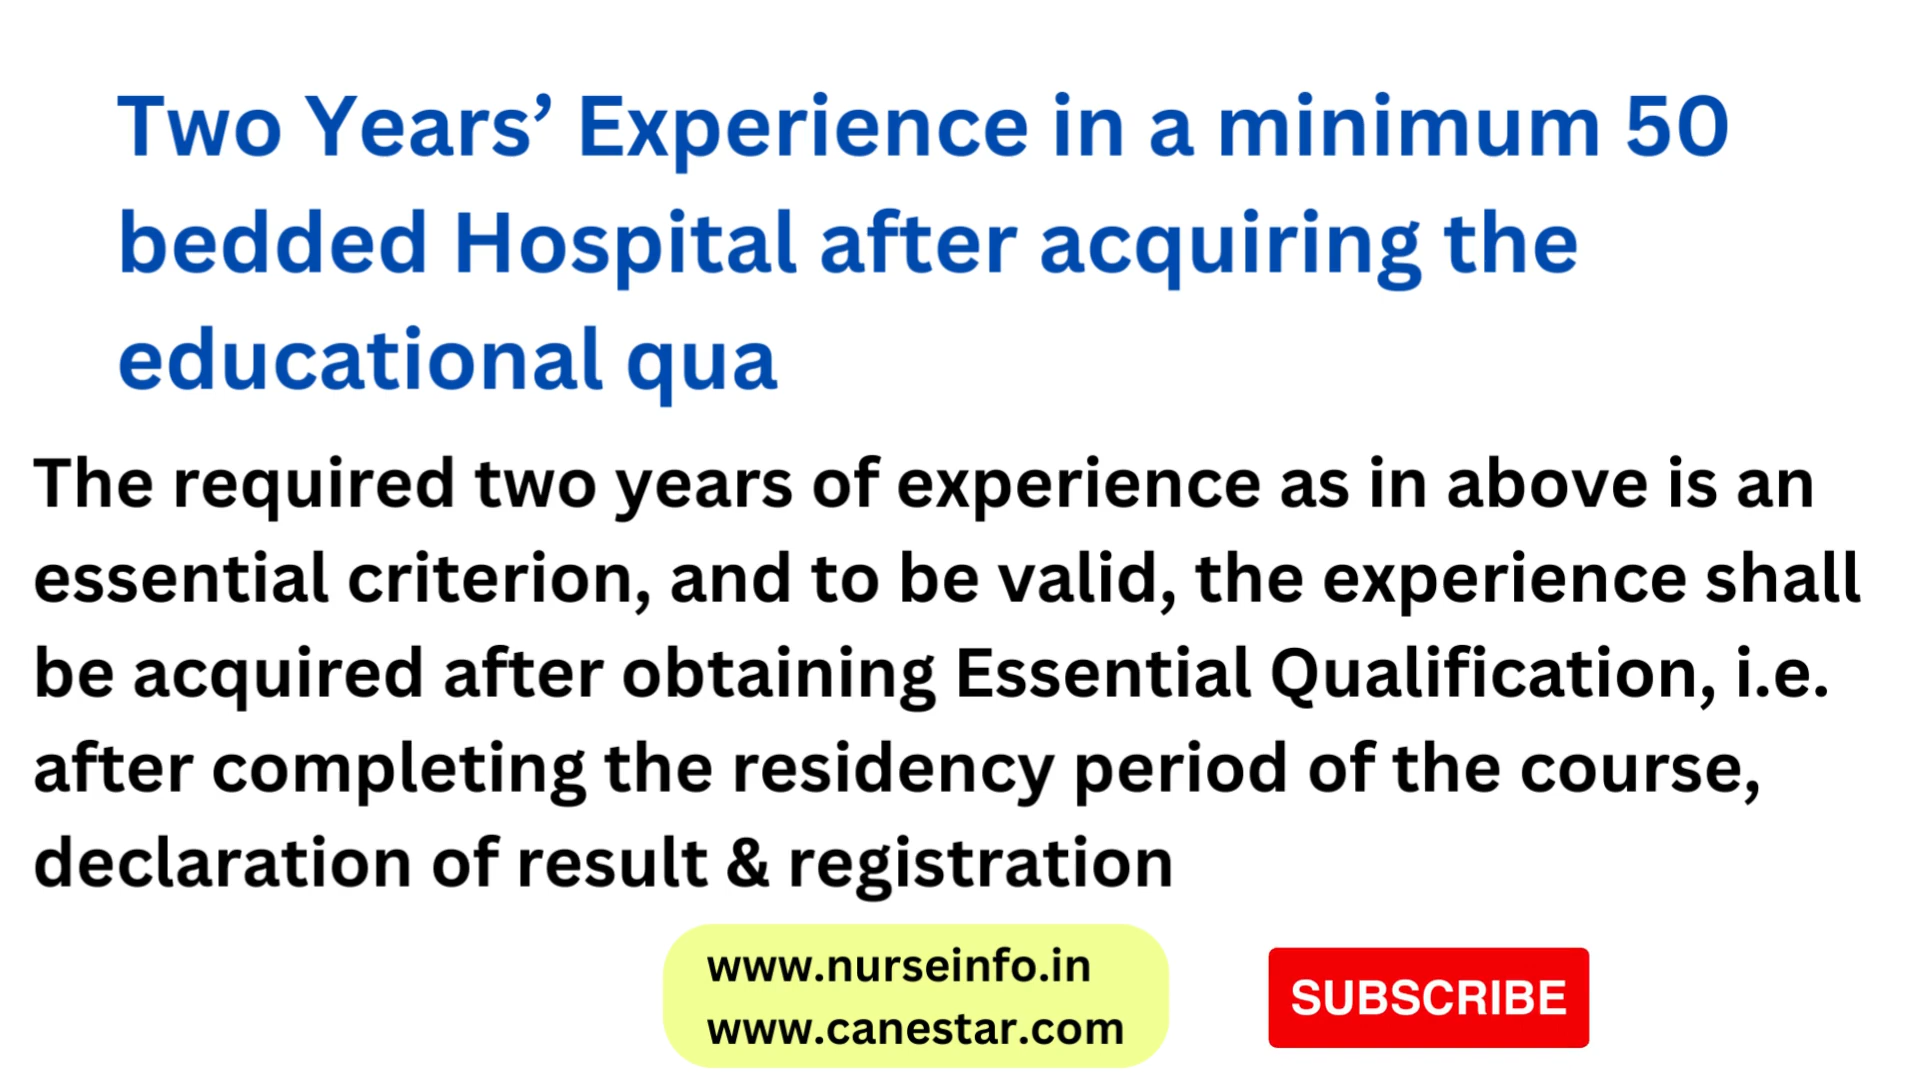 Two Years’ Experience in a minimum 50
bedded Hospital after acquiring the
educational qua
The required two years of experience as in above is an
essential criterion, and to be valid, the experience shall
be acquired after obtaining Essential Qualification, i.e.
after completing the residency period of the course,
declaration of result & registration
www.nurseinfo.in
www.canestar.com
SUBSCRIBE